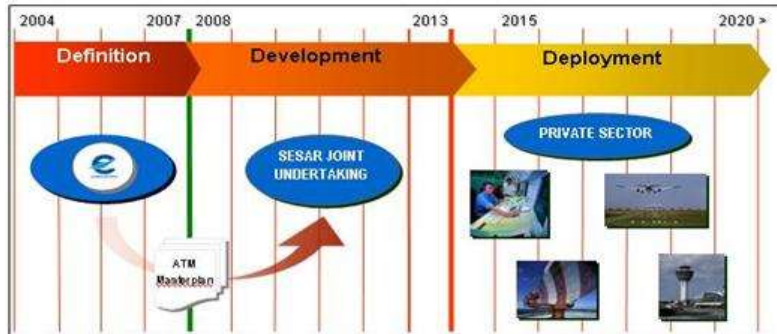 2004 2007 2008 2013 2015 2020 >
Definition Development Deployment
PRIVATE SECTOR
SESAR JOINT
UNDERTAKING
ATM
Masterplan